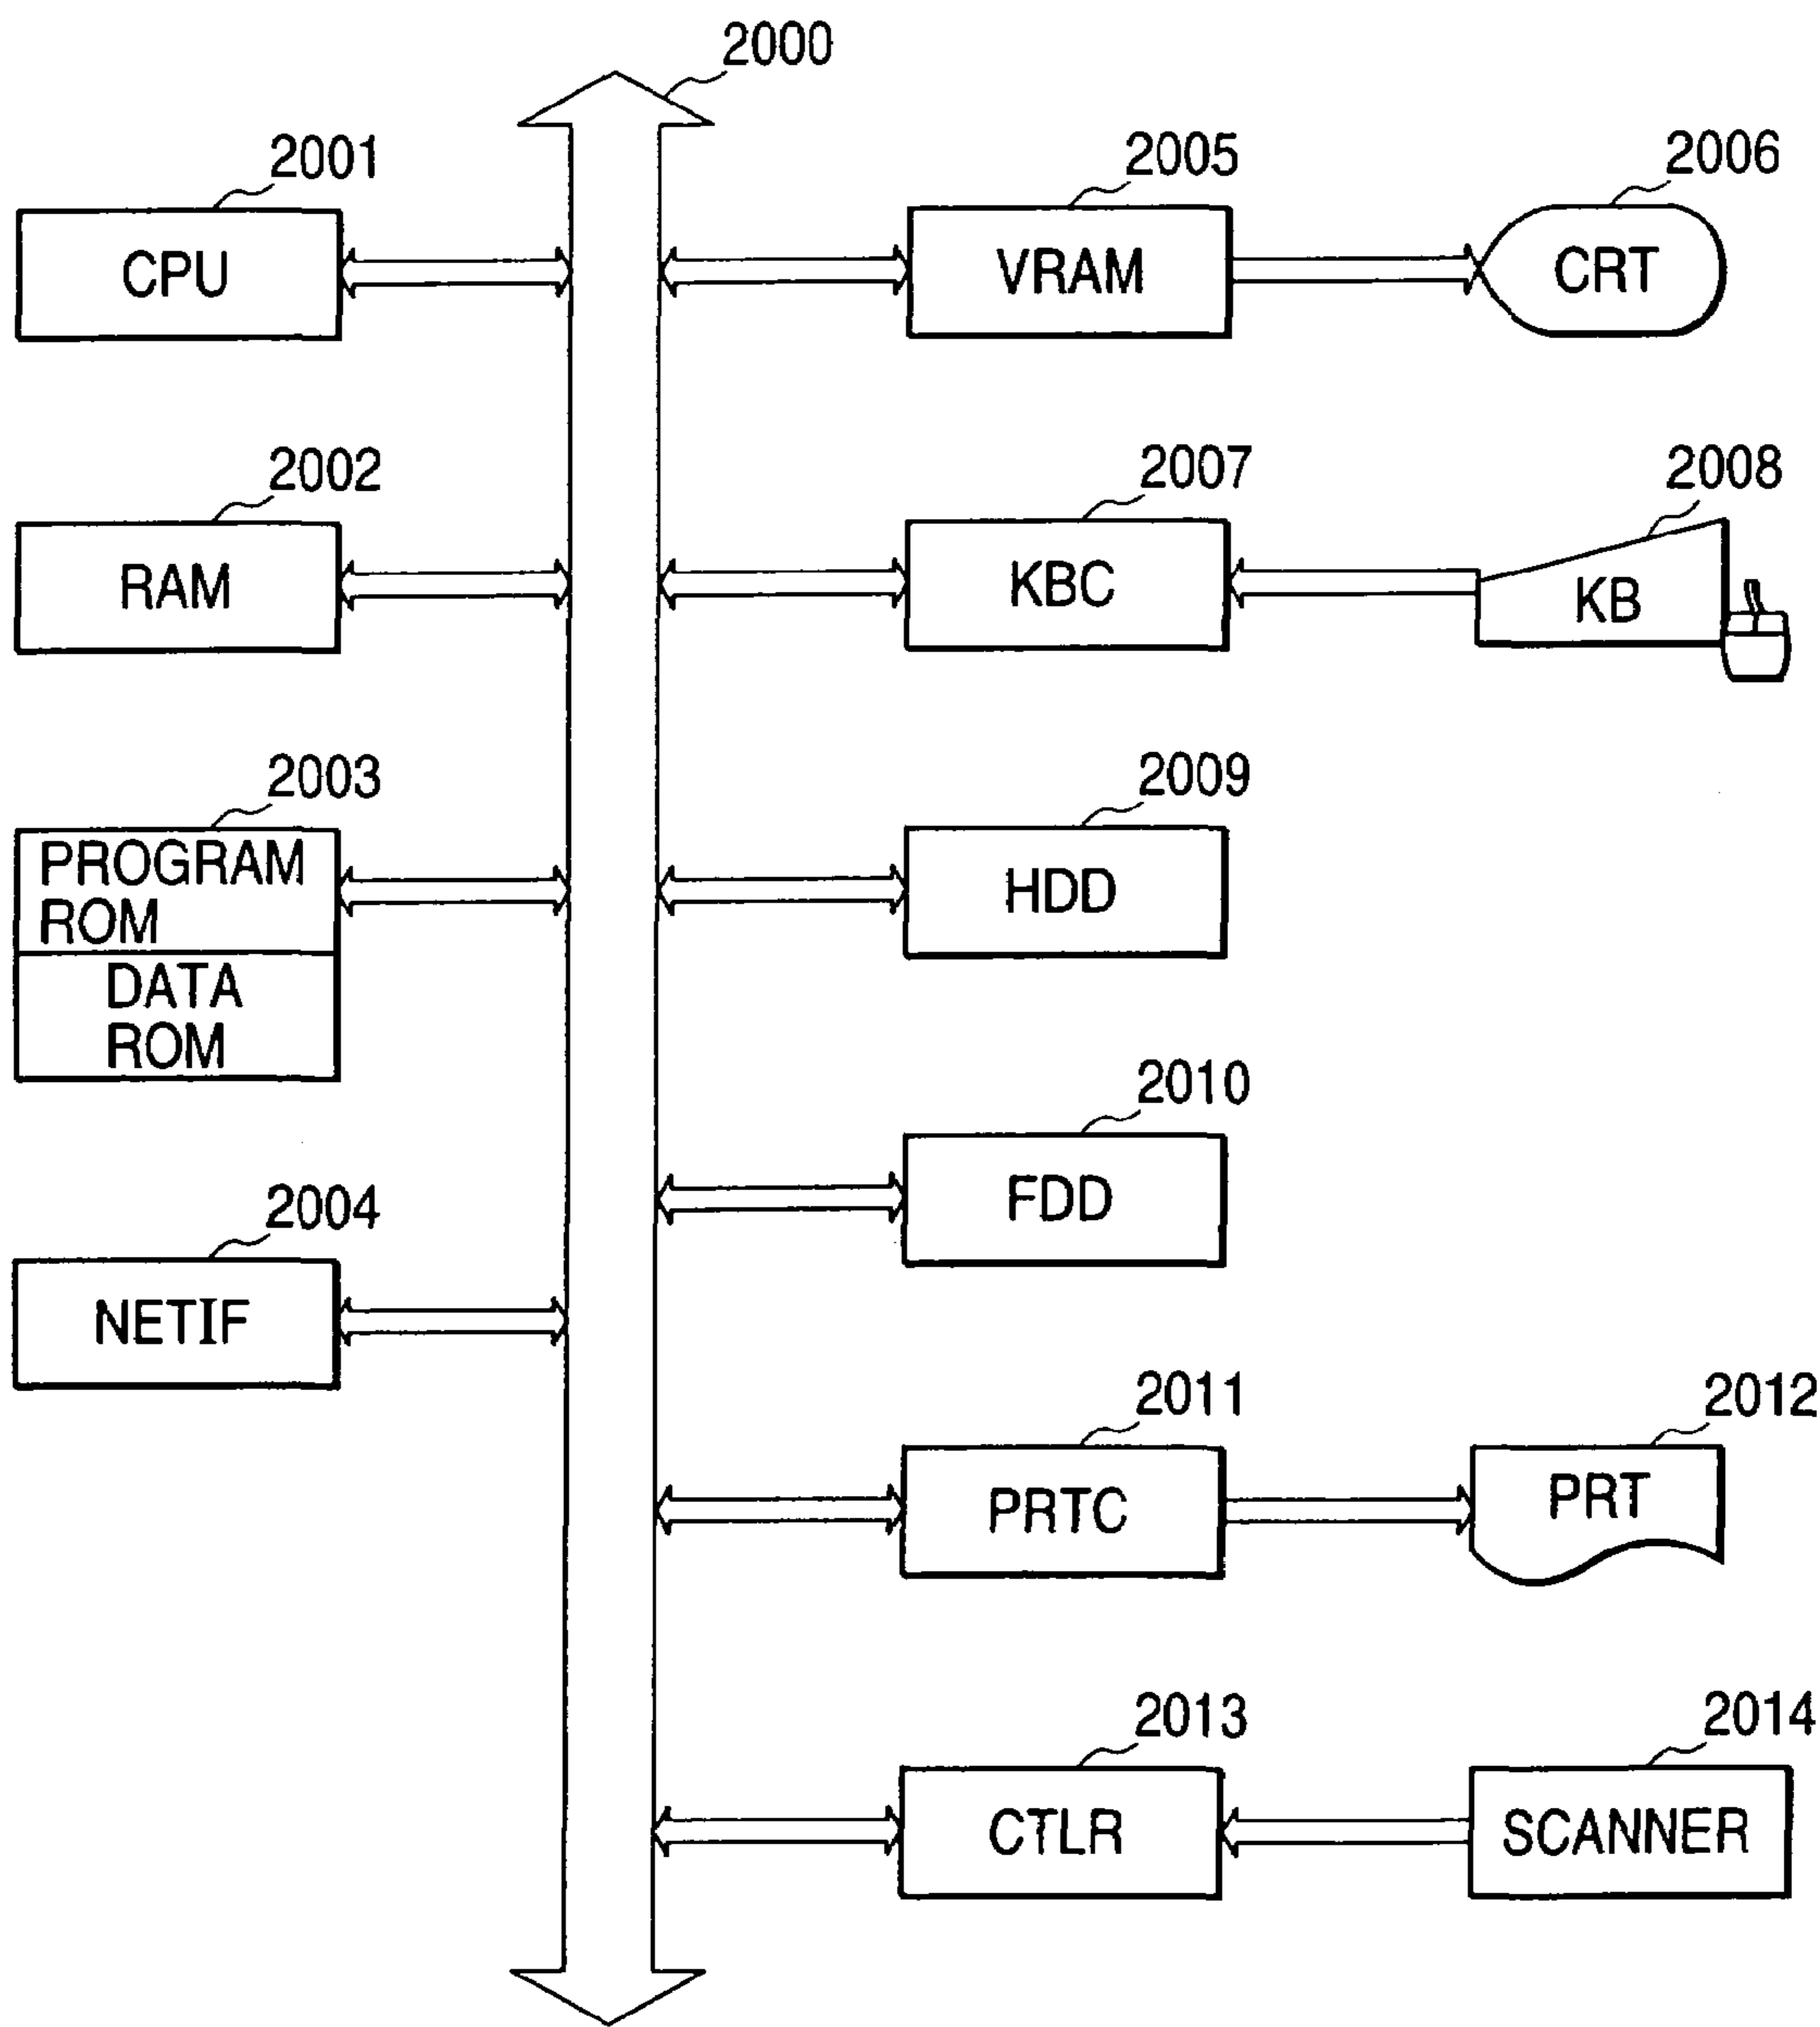 2000
2001
CPU
2005
VRAM
2006
CRT
2002
RAM
2007
KBC
2008
KB
2003
PROGRAM
ROM
DATA
ROM
2009
HDD
2010
FDD
2004
NETIF
2011
PRTC
2012
PRT
2013
CTLR
2014
SCANNER